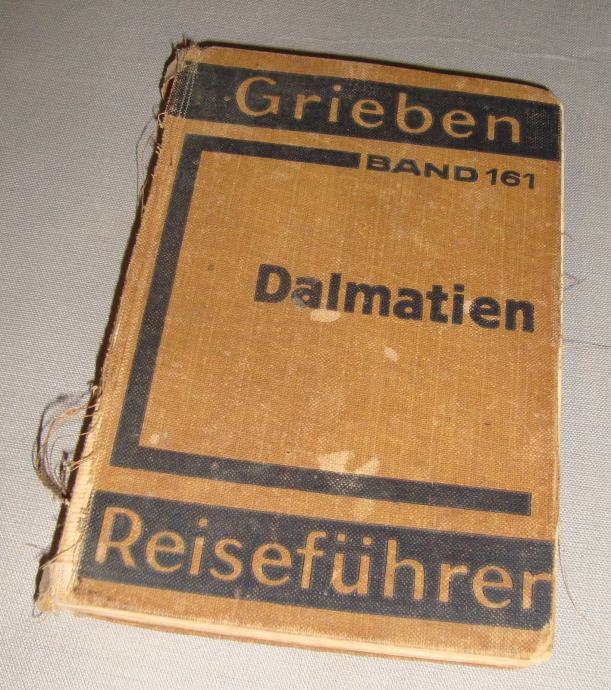 Grieben
BAND 161
Dalmatien
Reiseführer